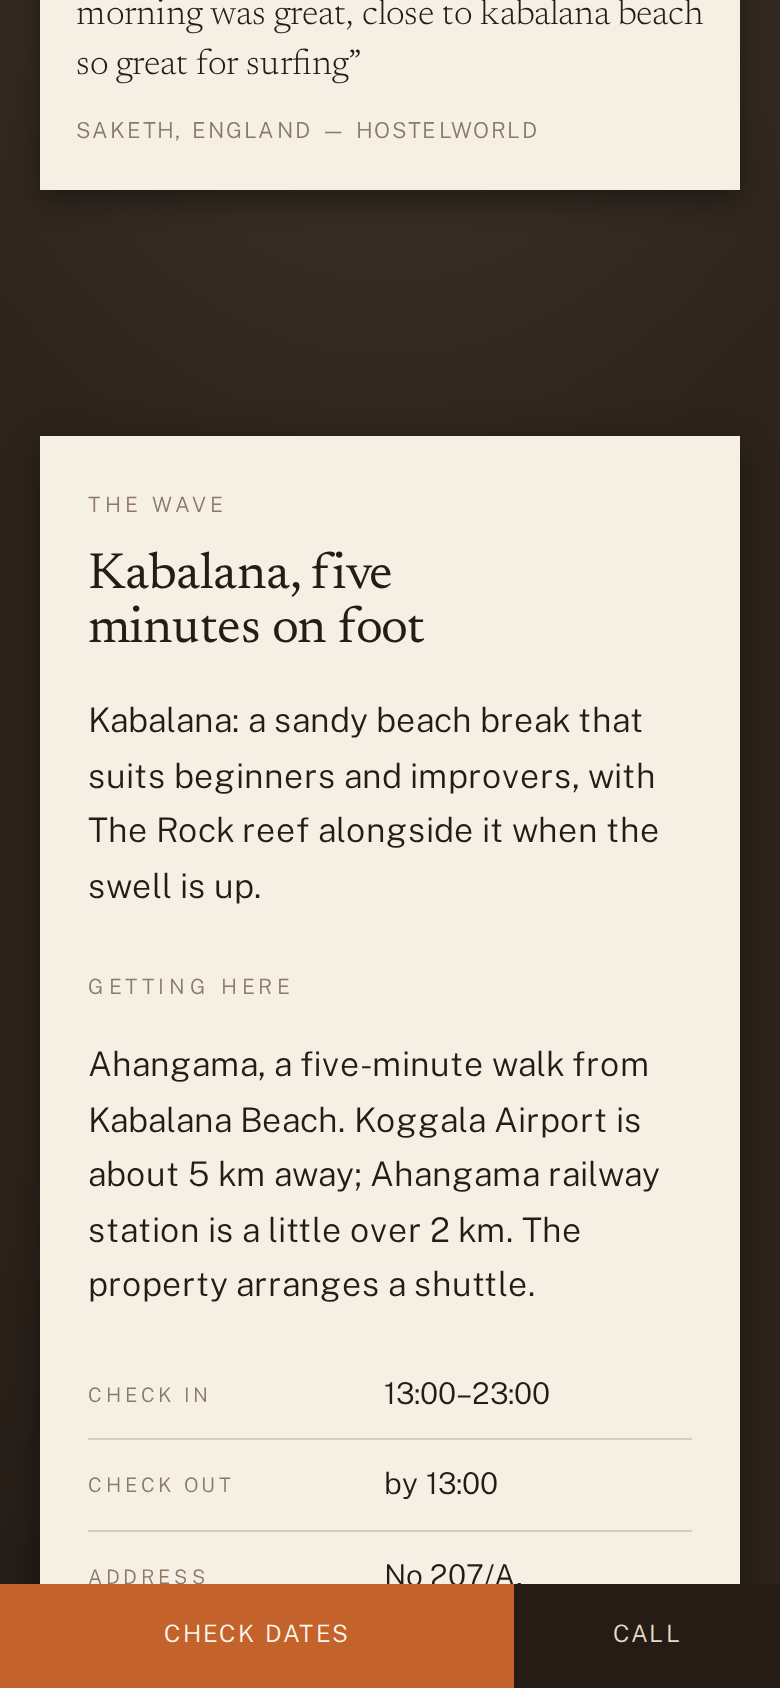 morning was great, close to kabalana beach
so great for surfing”
SAKETH, ENGLAND — HOSTELWORLD
THE WAVE
Kabalana, five
minutes on foot
Kabalana: a sandy beach break that
suits beginners and improvers, with
The Rock reef alongside it when the
swell is up.
GETTING HERE
Ahangama, a five-minute walk from
Kabalana Beach. Koggala Airport is
about 5 km away; Ahangama railway
station is a little over 2 km. The
property arranges a shuttle.
CHECK IN 13:00–23:00
CHECK OUT by 13:00
ADDRESS No 207/A,
CHECK DATES CALL